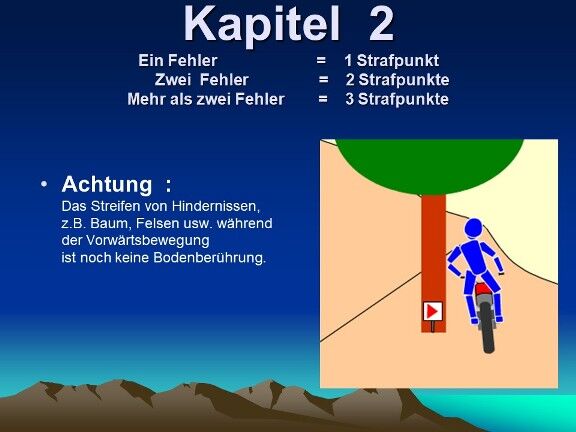 Kapitel 2
Ein Fehler = 1 Strafpunkt
Zwei Fehler = 2 Strafpunkte
Mehr als zwei Fehler = 3 Strafpunkte
• Achtung :
Das Streifen von Hindernissen,
z.B. Baum, Felsen usw. während
der Vorwärtsbewegung
ist noch keine Bodenberührung.